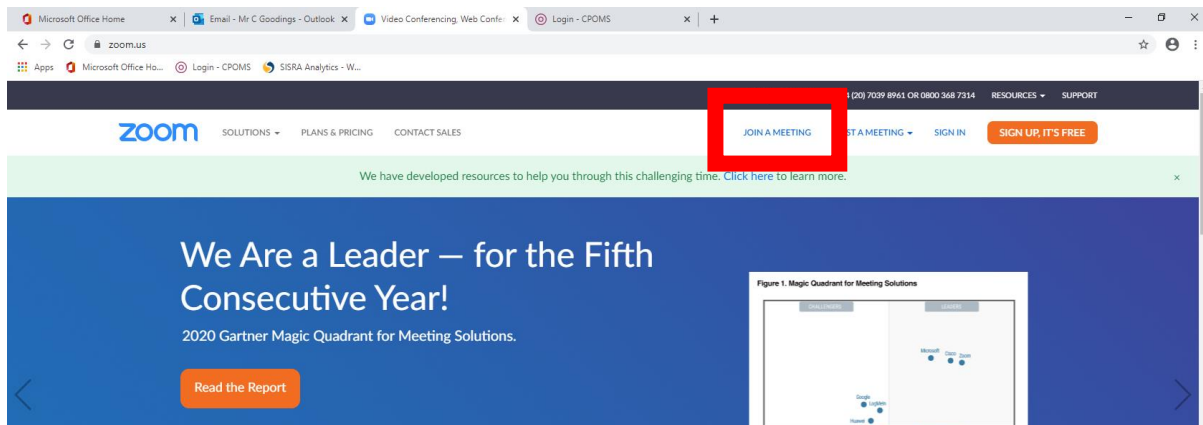 Microsoft Office Home
Email - Mr C Goodings - Outlook
Video Conferencing, Web Confe
Login - CPOMS
zoom.us
Apps
Microsoft Office Ho...
Login - CPOMS
SISRA Analytics - W...
(20) 7039 8961 OR 0800 368 7314 RESOURCES SUPPORT
zoom SOLUTIONS PLANS & PRICING CONTACT SALES JOIN A MEETING ST A MEETING SIGN IN SIGN UP, IT'S FREE
We have developed resources to help you through this challenging time. Click here to learn more.
We Are a Leader — for the Fifth
Consecutive Year!
2020 Gartner Magic Quadrant for Meeting Solutions.
Read the Report
Figure 1. Magic Quadrant for Meeting Solutions
CHALLENGERS LEADERS
Microsoft Cisco Zoom
Google
LogMeIn
Huawei